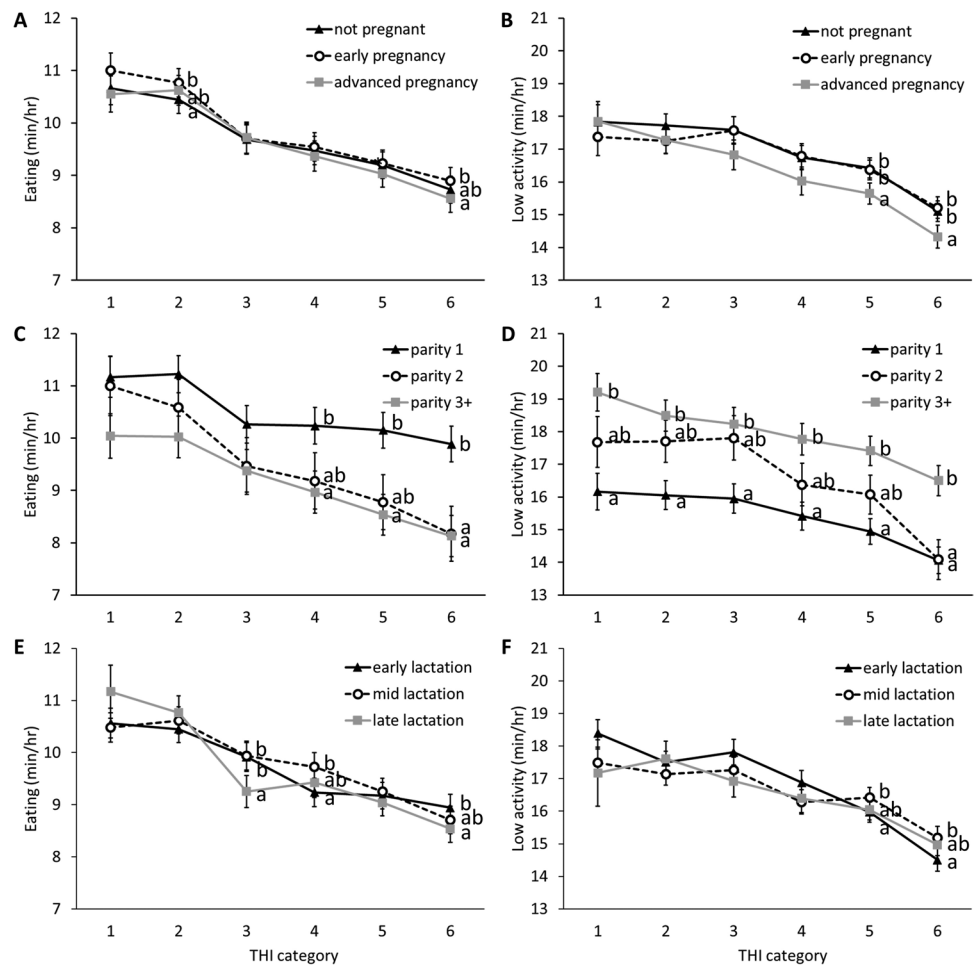 A
Eating (min/hr)
12
11
10
9
8
7
not pregnant
early pregnancy
advanced pregnancy
b
ab
a
b
ab
a
1 2 3 4 5 6
B
Low activity (min/hr)
21
20
19
18
17
16
15
14
13
not pregnant
early pregnancy
advanced pregnancy
b
b
a
b
b
a
1 2 3 4 5 6
C
Eating (min/hr)
12
11
10
9
8
7
parity 1
parity 2
parity 3+
b
ab
a
b
ab
a
b
a
a
1 2 3 4 5 6
D
Low activity (min/hr)
21
20
19
18
17
16
15
14
13
parity 1
parity 2
parity 3+
b
ab
a
b
ab
a
b
ab
a
b
ab
a
b
ab
a
b
a
a
1 2 3 4 5 6
E
Eating (min/hr)
12
11
10
9
8
7
early lactation
mid lactation
late lactation
b
b
a
b
ab
a
b
ab
a
1 2 3 4 5 6
THI category
F
Low activity (min/hr)
21
20
19
18
17
16
15
14
13
early lactation
mid lactation
late lactation
b
ab
a
b
ab
a
1 2 3 4 5 6
THI category